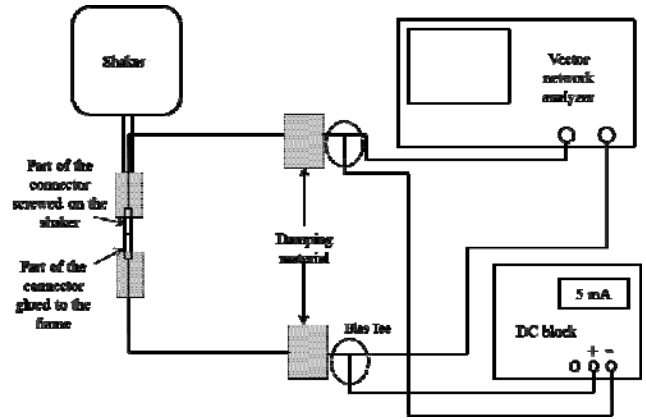 Shaker
Vector
network
analyzer
Part of the
connector
screwed on the
shaker
Damping
material
Part of the
connector
glued to the
frame
Bias Tee
5 mA
DC block
+ -